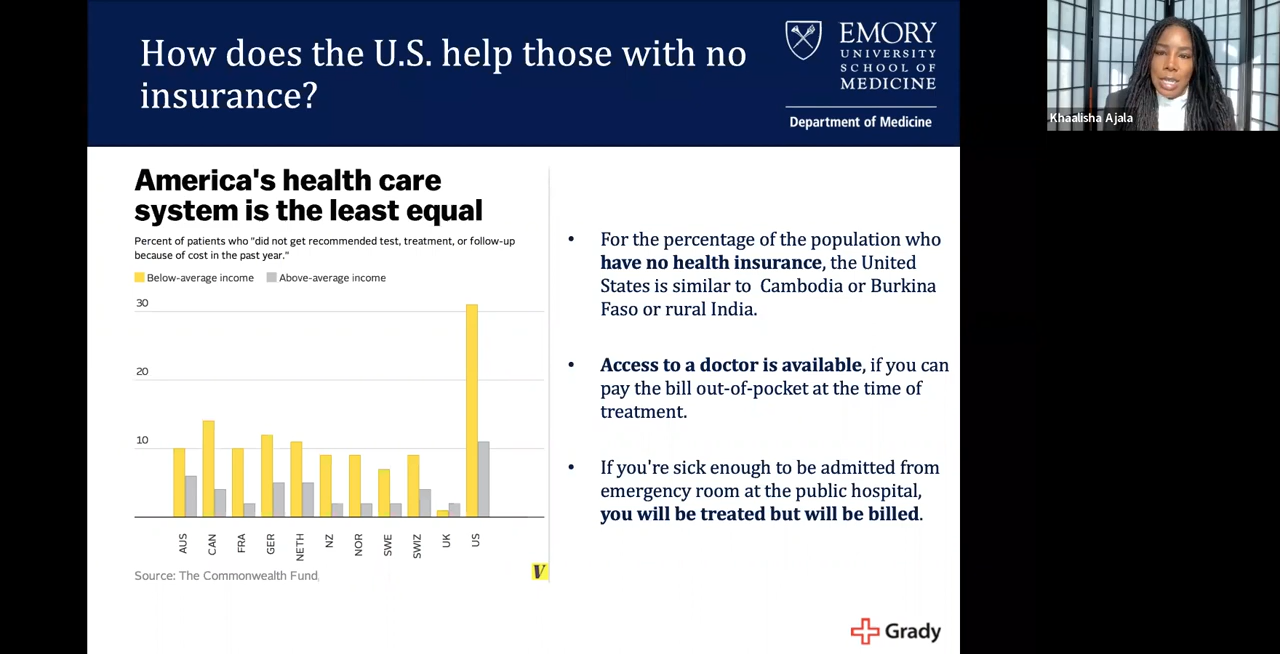 How does the U.S. help those with no
insurance?
EMORY
UNIVERSITY
SCHOOL OF
MEDICINE
Department of Medicine
Khaalisha Ajala
America's health care
system is the least equal
Percent of patients who "did not get recommended test, treatment, or follow-up
because of cost in the past year."
Below-average income
Above-average income
30
20
10
AUS
CAN
FRA
GER
NETH
NZ
NOR
SWE
SWIZ
UK
US
Source: The Commonwealth Fund
V
• For the percentage of the population who
have no health insurance, the United
States is similar to Cambodia or Burkina
Faso or rural India.
• Access to a doctor is available, if you can
pay the bill out-of-pocket at the time of
treatment.
• If you're sick enough to be admitted from
emergency room at the public hospital,
you will be treated but will be billed.
Grady